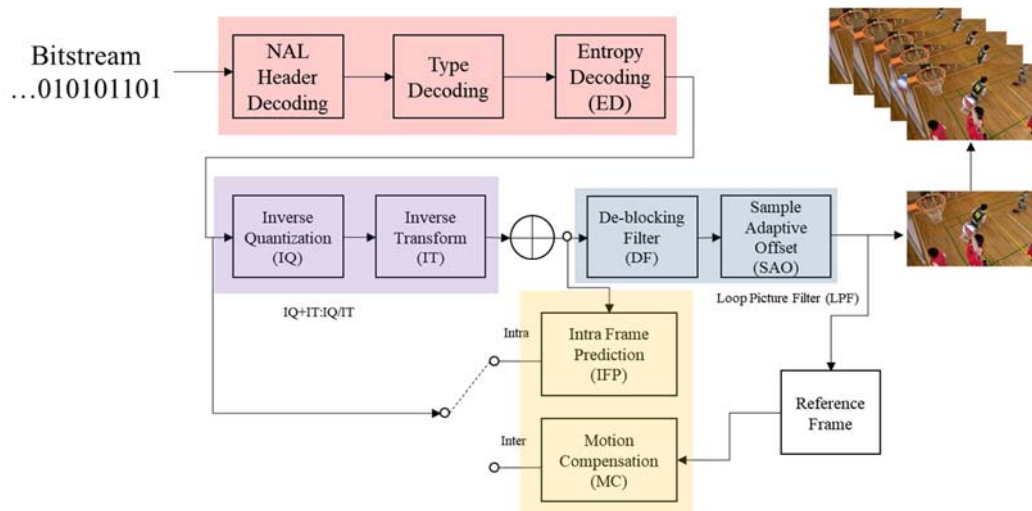 Bitstream
…010101101
NAL
Header
Decoding
Type
Decoding
Entropy
Decoding
(ED)
Inverse
Quantization
(IQ)
Inverse
Transform
(IT)
De-blocking
Filter
(DF)
Sample
Adaptive
Offset
(SAO)
IQ+IT:IQ/IT
Loop Picture Filter (LPF)
Intra
Intra Frame
Prediction
(IFP)
Reference
Frame
Inter
Motion
Compensation
(MC)